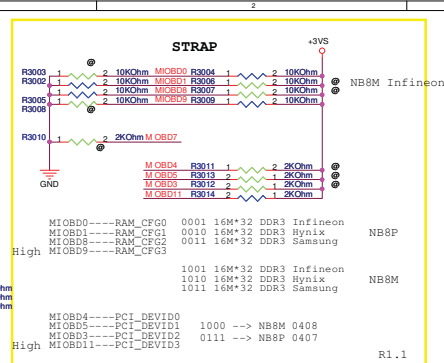 2
STRAP
+3VS
@
R3003 1 2 10KOhm MIOBD0 R3004 1 2 10KOhm
R3002 1 2 10KOhm MIOBD1 R3006 1 2 10KOhm @ NB8M Infineon
1 2 10KOhm MIOBD8 R3007 1 2 10KOhm @
R3005 1 2 10KOhm MIOBD9 R3009 1 2 10KOhm
R3008 @
R3010 1 2 2KOhm M OBD7
@
M OBD4 R3011 1 2 2KOhm @
M OBD5 R3013 1 2 2KOhm @
M OBD3 R3012 1 2 2KOhm @
MIOBD11 R3014 1 2 2KOhm
GND
MIOBD0----RAM_CFG0 0001 16M*32 DDR3 Infineon
MIOBD1----RAM_CFG1 0010 16M*32 DDR3 Hynix NB8P
MIOBD8----RAM_CFG2 0011 16M*32 DDR3 Samsung
High MIOBD9----RAM_CFG3
1001 16M*32 DDR3 Infineon
1010 16M*32 DDR3 Hynix NB8M
1011 16M*32 DDR3 Samsung
hm
hm
hm
MIOBD4----PCI_DEVID0
MIOBD5----PCI_DEVID1 1000 --> NB8M 0408
MIOBD3----PCI_DEVID2 0111 --> NB8P 0407
High MIOBD11---PCI_DEVID3
R1.1